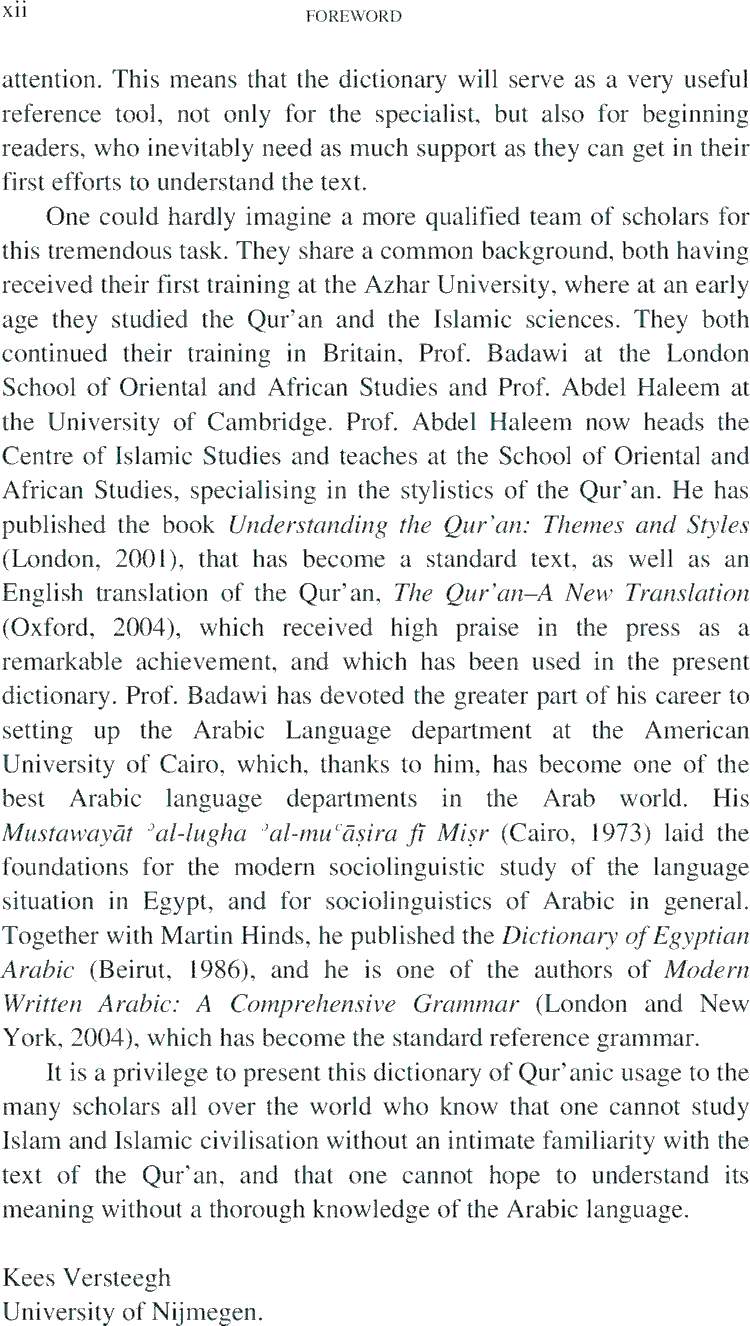 xii
FOREWORD
attention. This means that the dictionary will serve as a very useful
reference tool, not only for the specialist, but also for beginning
readers, who inevitably need as much support as they can get in their
first efforts to understand the text.
One could hardly imagine a more qualified team of scholars for
this tremendous task. They share a common background, both having
received their first training at the Azhar University, where at an early
age they studied the Qur’an and the Islamic sciences. They both
continued their training in Britain, Prof. Badawi at the London
School of Oriental and African Studies and Prof. Abdel Haleem at
the University of Cambridge. Prof. Abdel Haleem now heads the
Centre of Islamic Studies and teaches at the School of Oriental and
African Studies, specialising in the stylistics of the Qur’an. He has
published the book Understanding the Qur’an: Themes and Styles
(London, 2001), that has become a standard text, as well as an
English translation of the Qur’an, The Qur’an–A New Translation
(Oxford, 2004), which received high praise in the press as a
remarkable achievement, and which has been used in the present
dictionary. Prof. Badawi has devoted the greater part of his career to
setting up the Arabic Language department at the American
University of Cairo, which, thanks to him, has become one of the
best Arabic language departments in the Arab world. His
Mustawayāt ʾal-lugha ʾal-muʿāṣira fī Miṣr (Cairo, 1973) laid the
foundations for the modern sociolinguistic study of the language
situation in Egypt, and for sociolinguistics of Arabic in general.
Together with Martin Hinds, he published the Dictionary of Egyptian
Arabic (Beirut, 1986), and he is one of the authors of Modern
Written Arabic: A Comprehensive Grammar (London and New
York, 2004), which has become the standard reference grammar.
It is a privilege to present this dictionary of Qur’anic usage to the
many scholars all over the world who know that one cannot study
Islam and Islamic civilisation without an intimate familiarity with the
text of the Qur’an, and that one cannot hope to understand its
meaning without a thorough knowledge of the Arabic language.
Kees Versteegh
University of Nijmegen.